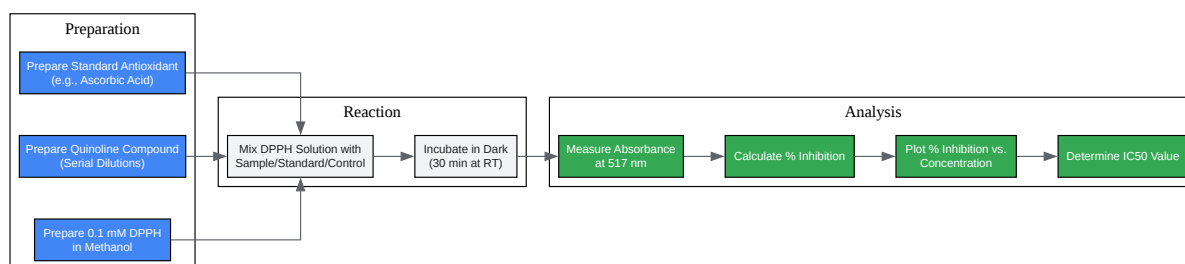 Preparation
Prepare Standard Antioxidant
(e.g., Ascorbic Acid)
Prepare Quinoline Compound
(Serial Dilutions)
Prepare 0.1 mM DPPH
in Methanol
Reaction
Mix DPPH Solution with
Sample/Standard/Control
Incubate in Dark
(30 min at RT)
Analysis
Measure Absorbance
at 517 nm
Calculate % Inhibition
Plot % Inhibition vs.
Concentration
Determine IC50 Value